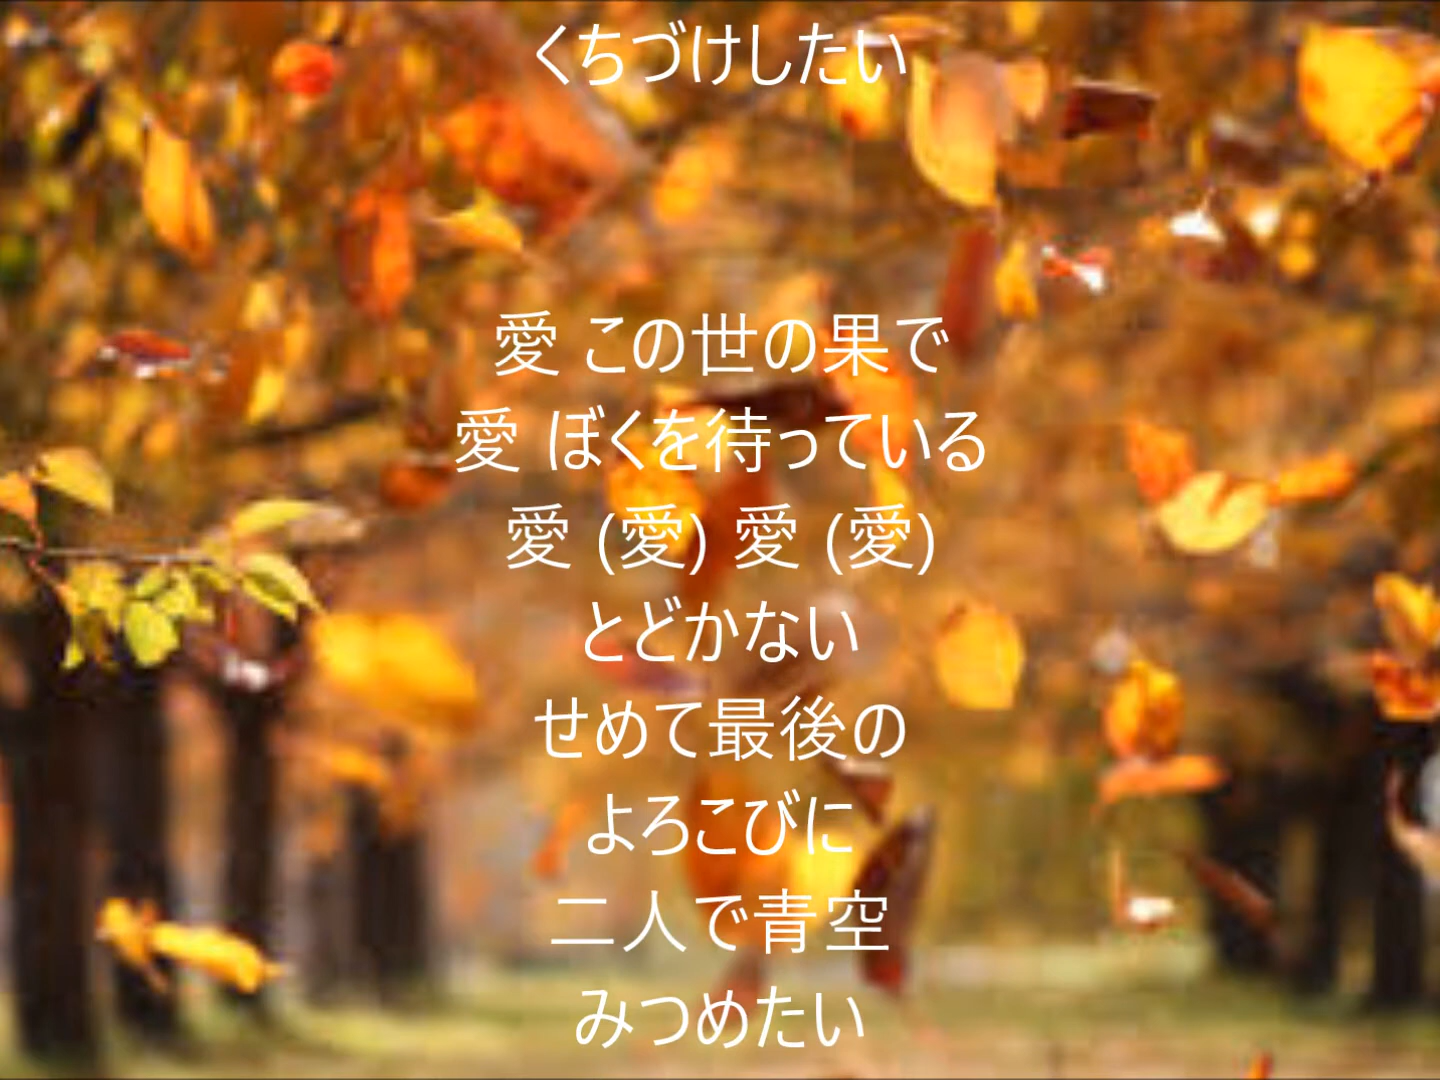 くちづけしたい
愛 この世の果で
愛 ぼくを待っている
愛 (愛) 愛 (愛)
とどかない
せめて最後の
よろこびに
二人で青空
みつめたい